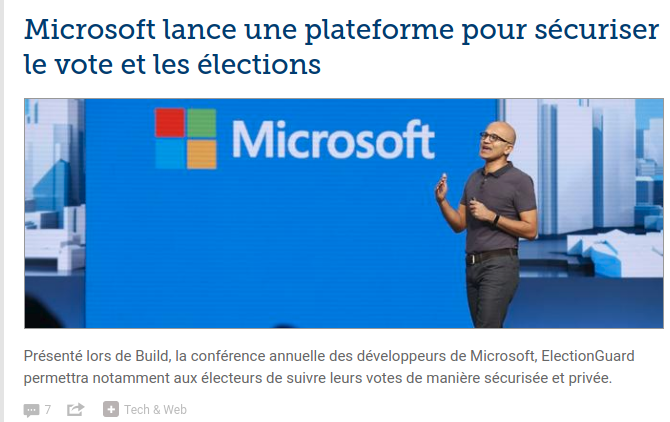 Microsoft lance une plateforme pour sécuriser
le vote et les élections
Microsoft
Présenté lors de Build, la conférence annuelle des développeurs de Microsoft, ElectionGuard
permettra notamment aux électeurs de suivre leurs votes de manière sécurisée et privée.
7 Tech & Web